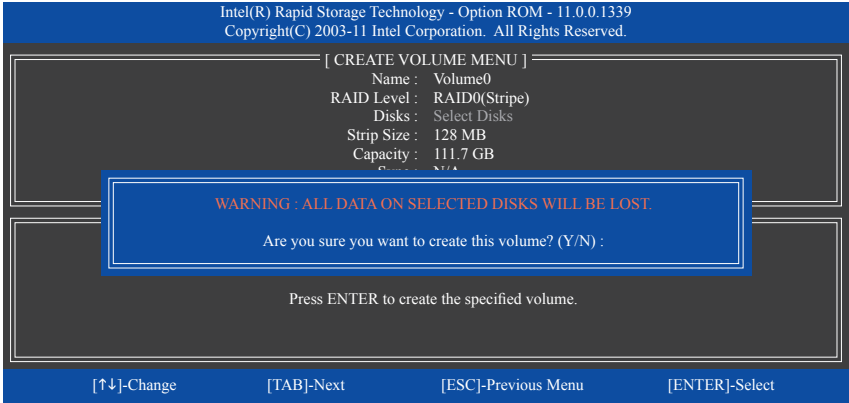 Intel(R) Rapid Storage Technology - Option ROM - 11.0.0.1339
Copyright(C) 2003-11 Intel Corporation. All Rights Reserved.
[ CREATE VOLUME MENU ]
Name : Volume0
RAID Level : RAID0(Stripe)
Disks : Select Disks
Strip Size : 128 MB
Capacity : 111.7 GB
Sync : N/A
WARNING : ALL DATA ON SELECTED DISKS WILL BE LOST.
Are you sure you want to create this volume? (Y/N) :
Press ENTER to create the specified volume.
[↑↓]-Change [TAB]-Next [ESC]-Previous Menu [ENTER]-Select